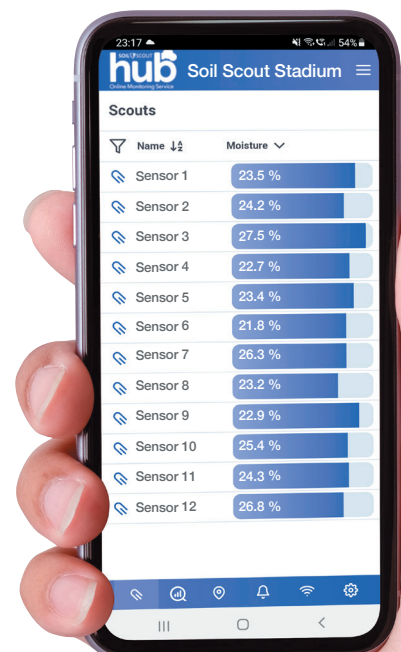 23:17 54%
SOIL SCOUT
hub Soil Scout Stadium
Online Monitoring Service
Scouts
Name Moisture
Sensor 1 23.5 %
Sensor 2 24.2 %
Sensor 3 27.5 %
Sensor 4 22.7 %
Sensor 5 23.4 %
Sensor 6 21.8 %
Sensor 7 26.3 %
Sensor 8 23.2 %
Sensor 9 22.9 %
Sensor 10 25.4 %
Sensor 11 24.3 %
Sensor 12 26.8 %